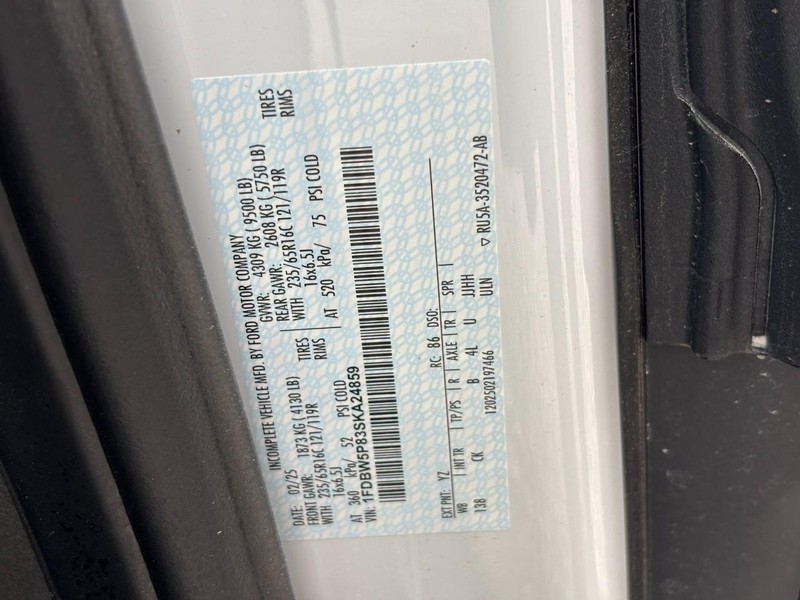 INCOMPLETE VEHICLE MFD. BY FORD MOTOR COMPANY
DATE: 02/25 GVWR: 4309 KG ( 9500 LB)
FRONT GAWR: 1873 KG ( 4130 LB) REAR GAWR: 2608 KG ( 5750 LB)
WITH 235/65R16C 121/119R TIRES WITH 235/65R16C 121/119R TIRES
16x6.5J RIMS 16x6.5J RIMS
AT 360 kPa/ 52 PSI COLD AT 520 kPa/ 75 PSI COLD
VIN: 1FDBW5P83SKA24859
EXT PNT: YZ RC: 86 DSO:
WB INT TR TP/PS R AXLE TR SPR
138 CK B 4L U JJHH
ULN
1202502197466 ▽ RU5A-3520472-AB